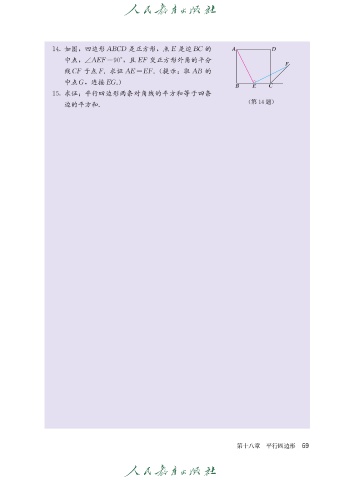 人民教育出版社
14. 如图，四边形ABCD是正方形，点E是边BC的
中点，∠AEF=90°，且EF交正方形外角的平分
线CF于点F. 求证AE=EF.（提示：取AB的
中点G，连接EG.）
15. 求证：平行四边形两条对角线的平方和等于四条
边的平方和.
A D
F
B E C
（第14题）
第十八章 平行四边形 69
人民教育出版社